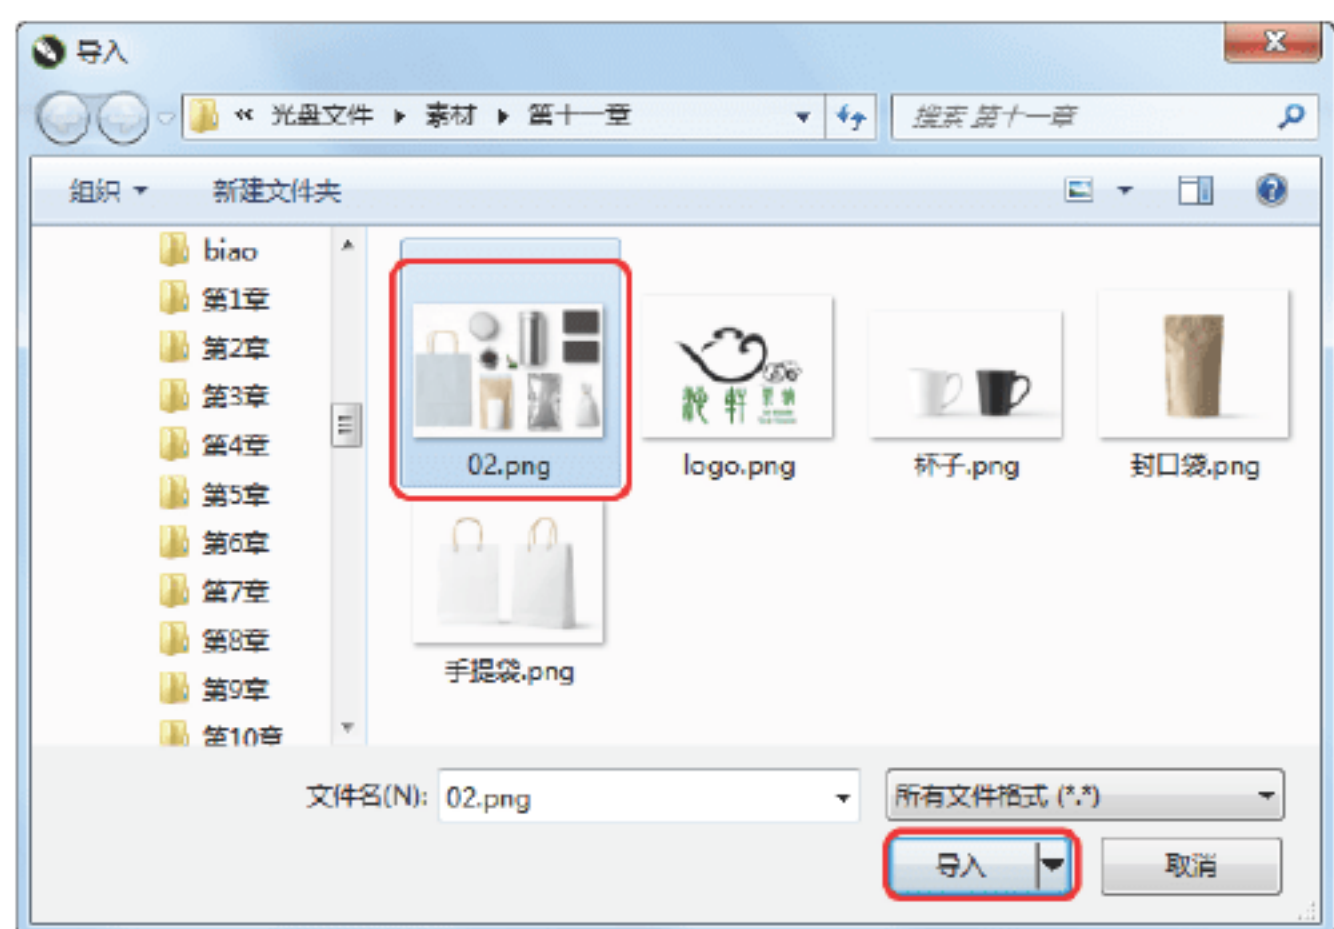 导入
« 光盘文件 ▸ 素材 ▸ 第十一章
搜索 第十一章
组织 新建文件夹
biao
第1章
第2章
第3章
第4章
第5章
第6章
第7章
第8章
第9章
第10章
02.png
logo.png
杯子.png
封口袋.png
手提袋.png
文件名(N): 02.png
所有文件格式 (*.*)
导入
取消